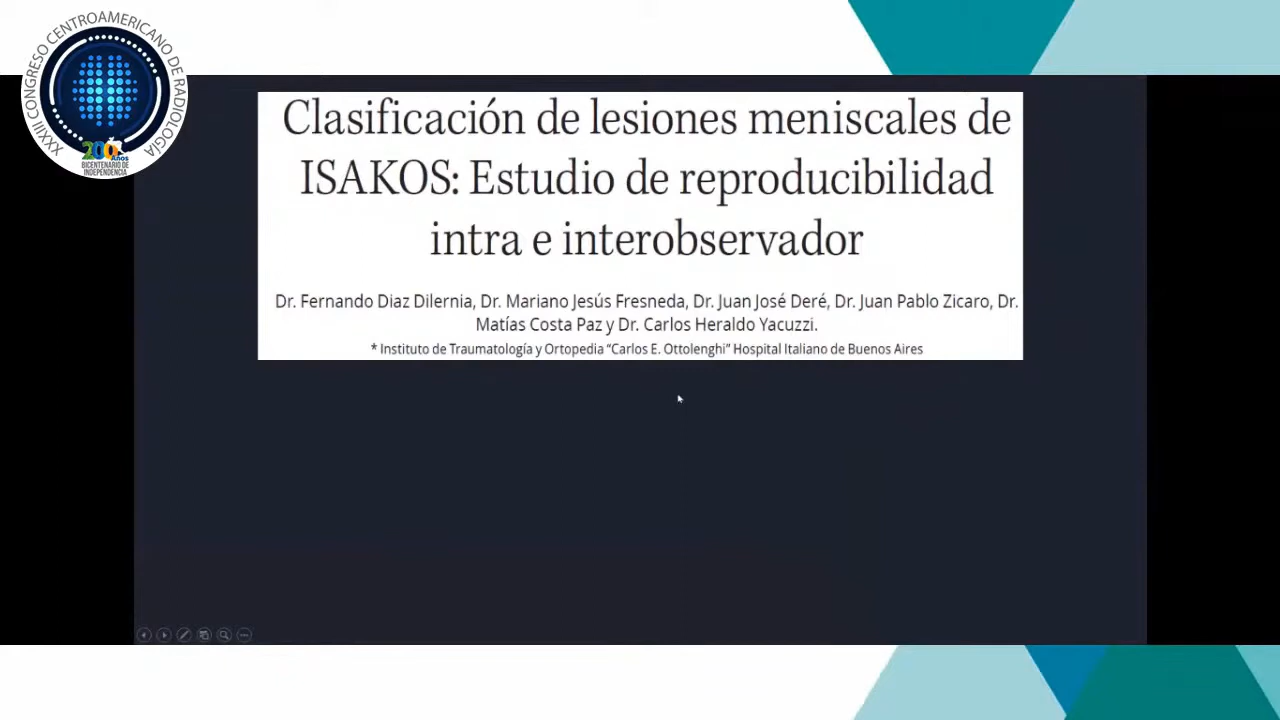 XXXIII CONGRESO CENTROAMERICANO DE RADIOLOGÍA
200 Años
BICENTENARIO DE
INDEPENDENCIA
Clasificación de lesiones meniscales de
ISAKOS: Estudio de reproducibilidad
intra e interobservador
Dr. Fernando Diaz Dilernia, Dr. Mariano Jesús Fresneda, Dr. Juan José Deré, Dr. Juan Pablo Zicaro, Dr.
Matías Costa Paz y Dr. Carlos Heraldo Yacuzzi.
* Instituto de Traumatología y Ortopedia “Carlos E. Ottolenghi” Hospital Italiano de Buenos Aires